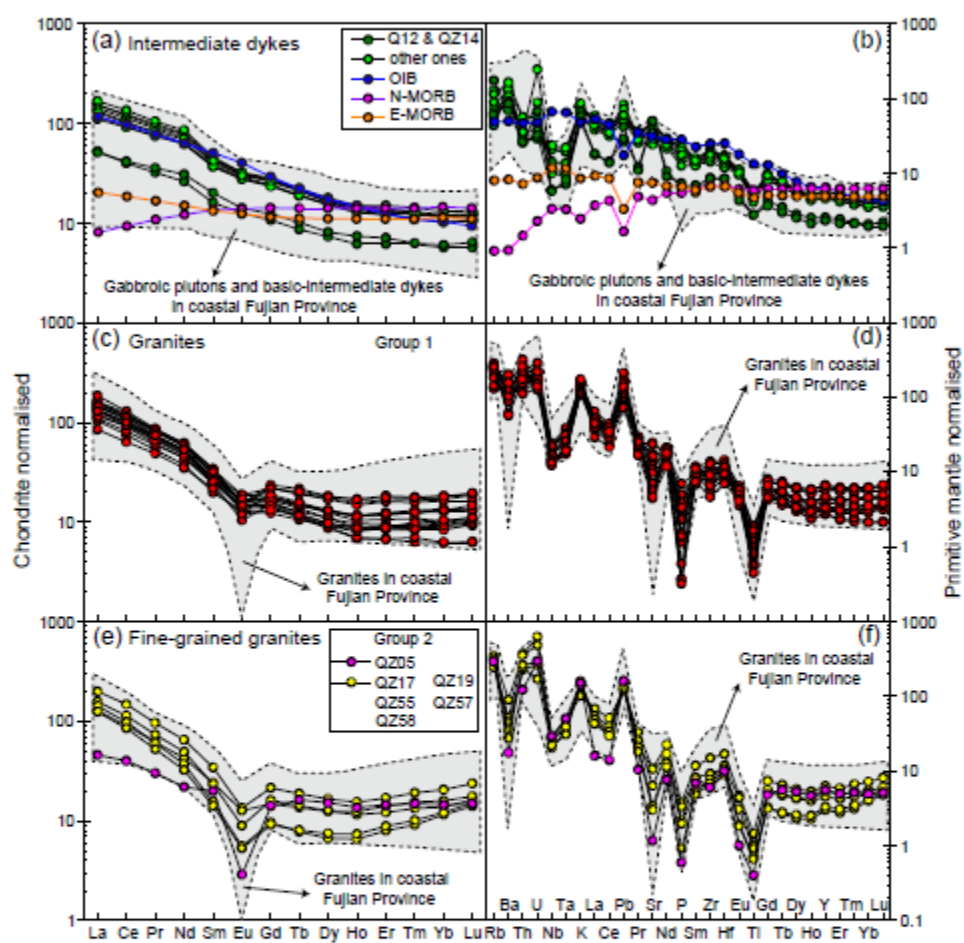 1000
(a) Intermediate dykes
Q12 & QZ14
other ones
OIB
N-MORB
E-MORB
100
10
1
Gabbroic plutons and basic-intermediate dykes
in coastal Fujian Province
(b)
1000
100
10
1
Gabbroic plutons and basic-intermediate dykes
in coastal Fujian Province
1000
(c) Granites
Group 1
100
10
1000
Granites in coastal
Fujian Province
(d)
1000
Granites in coastal
Fujian Province
100
10
1
0.1
Chondrite normalised
Primitive mantle normalised
(e) Fine-grained granites
Group 2
QZ05
QZ17 QZ19
QZ55 QZ57
QZ58
100
10
1
Granites in coastal
Fujian Province
(f)
1000
Granites in coastal
Fujian Province
100
10
1
0.1
La Ce Pr Nd Sm Eu Gd Tb Dy Ho Er Tm Yb Lu
Ba U Ta La Pb Sr P Zr Eu Gd Dy Y Tm Lu
Rb Th Nb K Ce Pr Nd Sm Hf Ti Tb Ho Er Yb